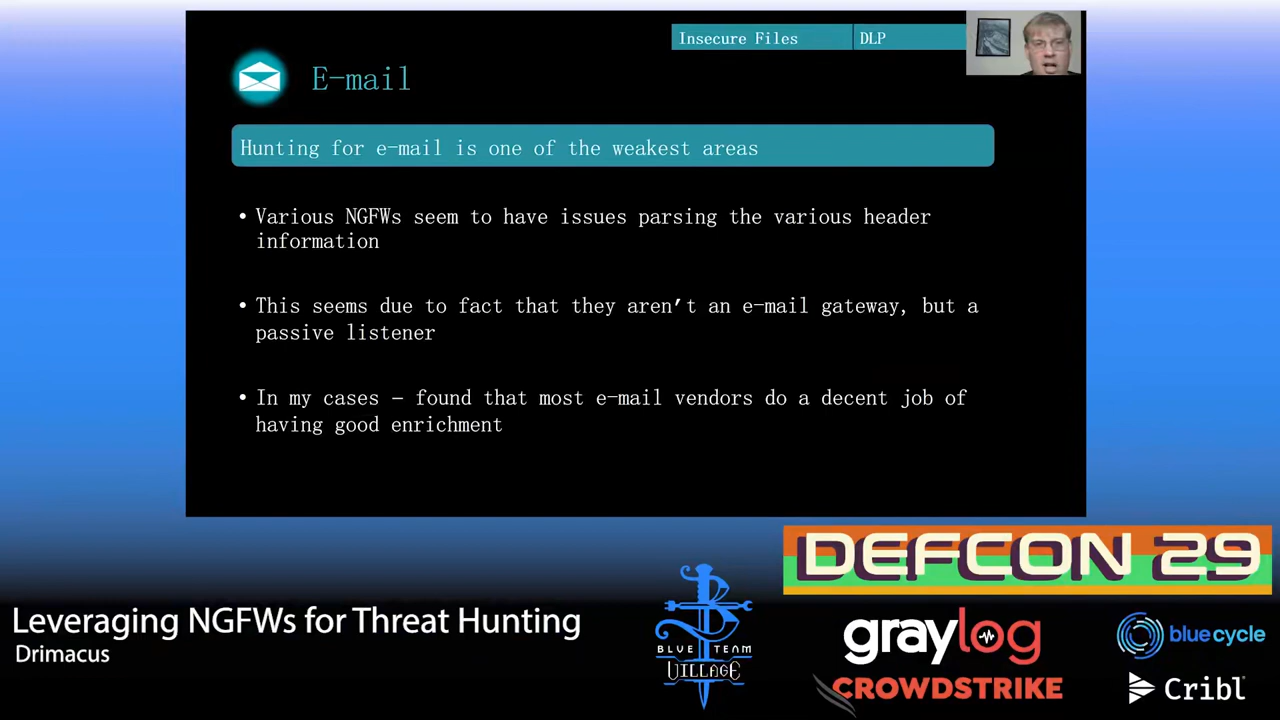 Insecure Files
DLP
E-mail
Hunting for e-mail is one of the weakest areas
• Various NGFWs seem to have issues parsing the various header
information
• This seems due to fact that they aren't an e-mail gateway, but a
passive listener
• In my cases – found that most e-mail vendors do a decent job of
having good enrichment
DEFCON 29
Leveraging NGFWs for Threat Hunting
Drimacus
BLUE TEAM
VILLAGE
graylog
bluecycle
CROWDSTRIKE
Cribl